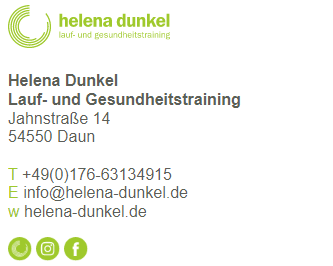 helena dunkel
lauf- und gesundheitstraining
Helena Dunkel
Lauf- und Gesundheitstraining
Jahnstraße 14
54550 Daun
T +49(0)176-63134915
E info@helena-dunkel.de
w helena-dunkel.de